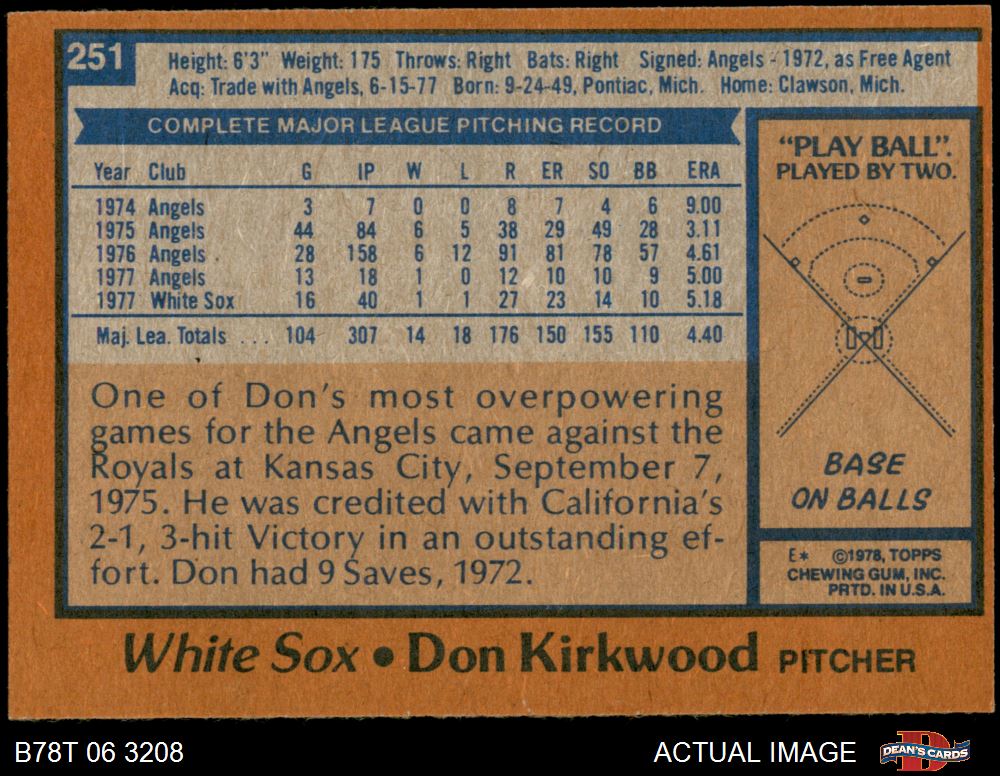 251
Height: 6'3" Weight: 175 Throws: Right Bats: Right Signed: Angels - 1972, as Free Agent
Acq: Trade with Angels, 6-15-77 Born: 9-24-49, Pontiac, Mich. Home: Clawson, Mich.
COMPLETE MAJOR LEAGUE PITCHING RECORD
Year Club G IP W L R ER SO BB ERA
1974 Angels 3 7 0 0 8 7 4 6 9.00
1975 Angels 44 84 6 5 38 29 49 28 3.11
1976 Angels 28 158 6 12 91 81 78 57 4.61
1977 Angels 13 18 1 0 12 10 10 9 5.00
1977 White Sox 16 40 1 1 27 23 14 10 5.18
Maj. Lea. Totals ... 104 307 14 18 176 150 155 110 4.40
One of Don's most overpowering
games for the Angels came against the
Royals at Kansas City, September 7,
1975. He was credited with California's
2-1, 3-hit Victory in an outstanding ef-
fort. Don had 9 Saves, 1972.
"PLAY BALL".
PLAYED BY TWO.
BASE
ON BALLS
E* ©1978, TOPPS
CHEWING GUM, INC.
PRTD. IN U.S.A.
White Sox • Don Kirkwood PITCHER
B78T 06 3208 ACTUAL IMAGE
DEAN'S CARDS